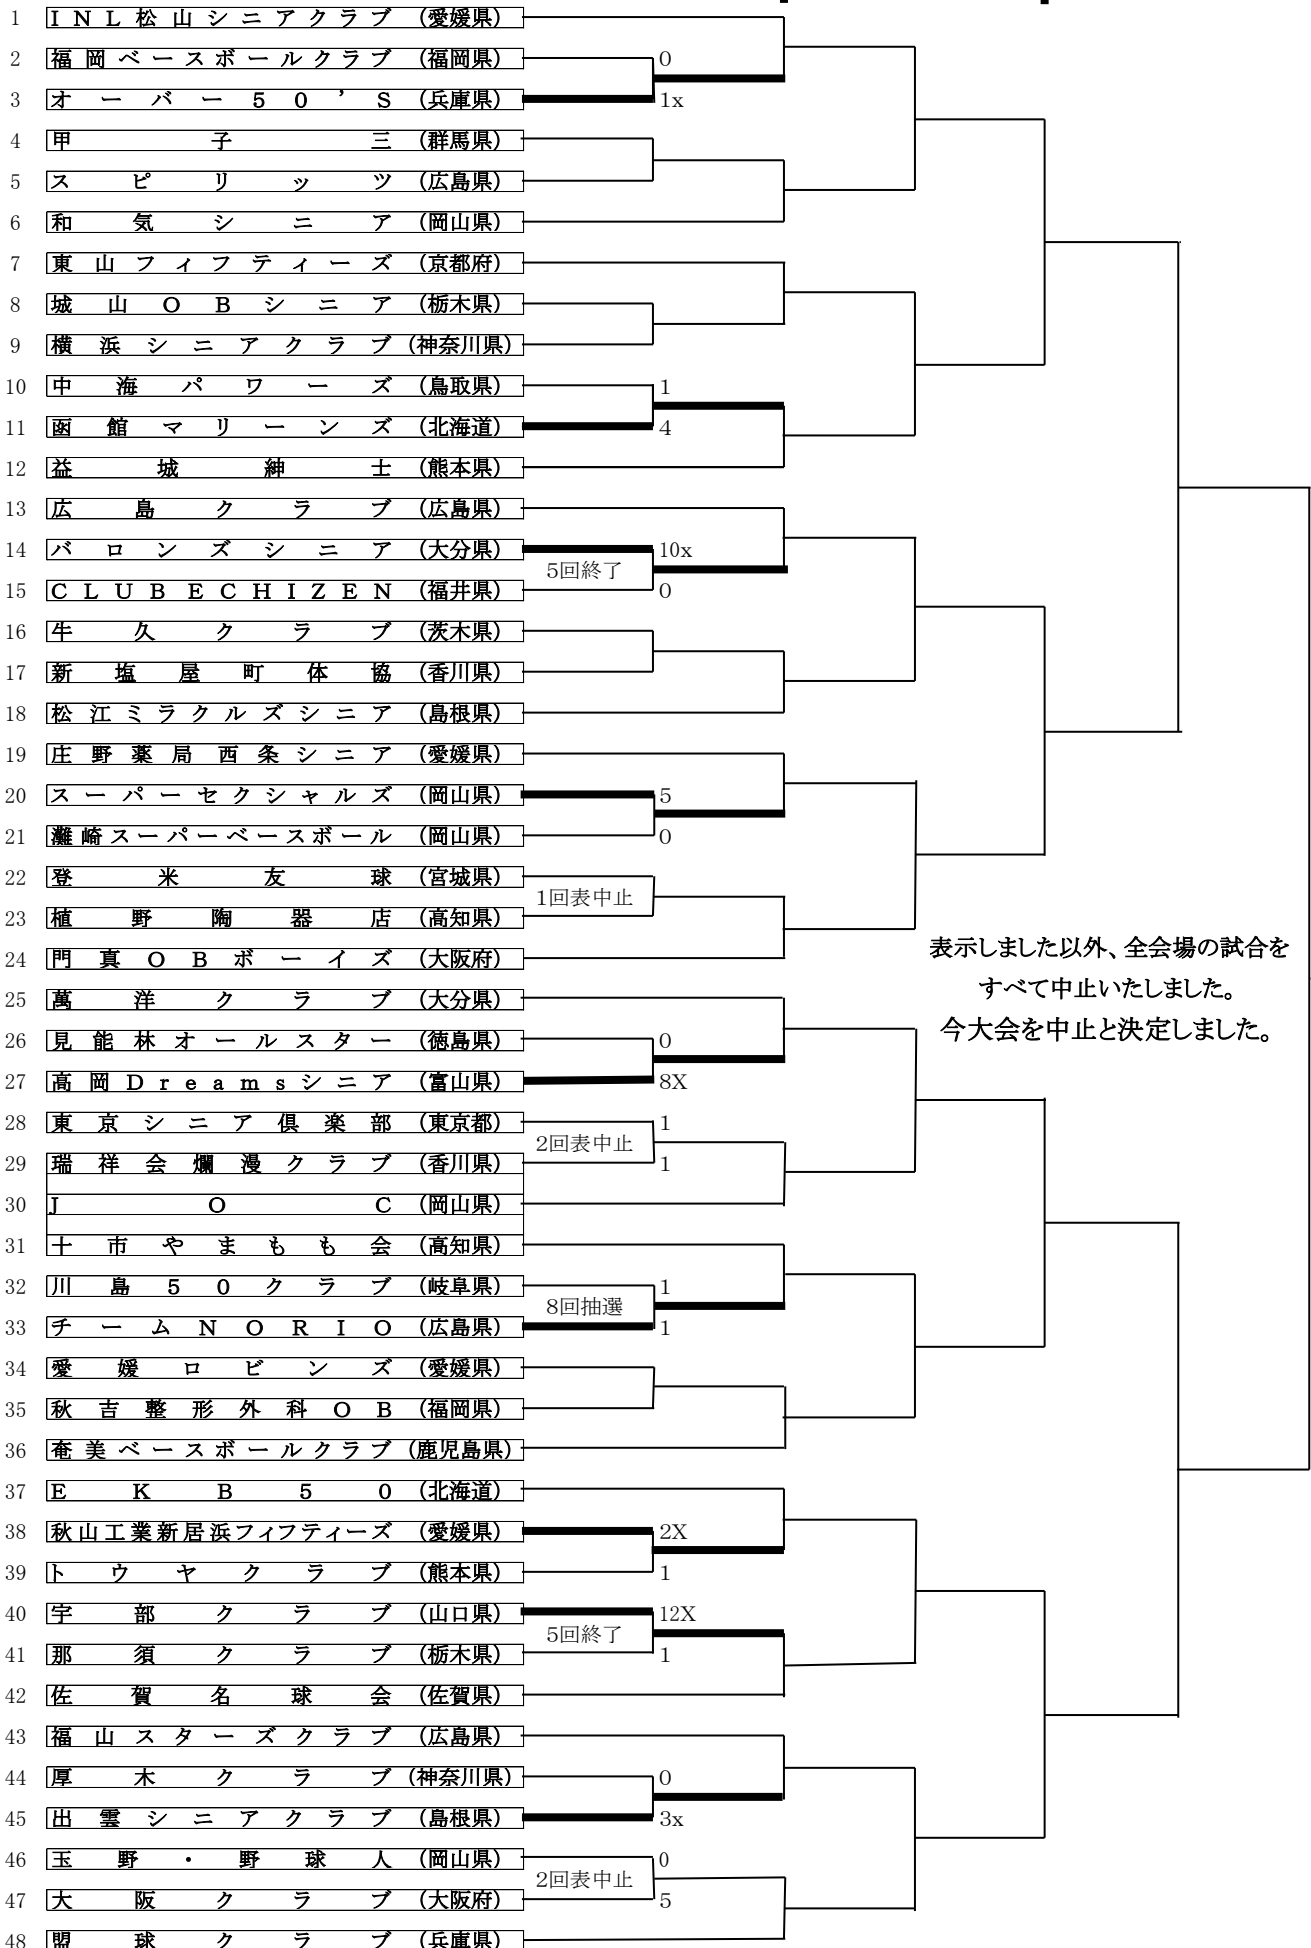 1 INL松山シニアクラブ (愛媛県)
2 福岡ベースボールクラブ (福岡県) 0
3 オーバー50’S (兵庫県) 1x
4 甲子三 (群馬県)
5 スピリッツ (広島県)
6 和気シニア (岡山県)
7 東山フィフティーズ (京都府)
8 城山OBシニア (栃木県)
9 横浜シニアクラブ (神奈川県)
10 中海パワーズ (鳥取県) 1
11 函館マリーンズ (北海道) 4
12 益城紳士 (熊本県)
13 広島クラブ (広島県)
14 バロンズシニア (大分県) 10x
5回終了
15 CLUBECHIZEN (福井県) 0
16 牛久クラブ (茨木県)
17 新塩屋町体協 (香川県)
18 松江ミラクルズシニア (島根県)
19 庄野薬局西条シニア (愛媛県)
20 スーパーセクシャルズ (岡山県) 5
21 灘崎スーパーベースボール (岡山県) 0
22 登米友球 (宮城県)
1回表中止
23 植野陶器店 (高知県)
24 門真OBボーイズ (大阪府)
表示しました以外、全会場の試合を
すべて中止いたしました。
今大会を中止と決定しました。
25 萬洋クラブ (大分県)
26 見能林オールスター (徳島県) 0
27 高岡Dreamsシニア (富山県) 8X
28 東京シニア倶楽部 (東京都) 1
2回表中止
29 瑞祥会爛漫クラブ (香川県) 1
30 JOC (岡山県)
31 十市やまもも会 (高知県)
32 川島50クラブ (岐阜県) 1
8回抽選
33 チームNORIO (広島県) 1
34 愛媛ロビンズ (愛媛県)
35 秋吉整形外科OB (福岡県)
36 奄美ベースボールクラブ (鹿児島県)
37 EKB50 (北海道)
38 秋山工業新居浜フィフティーズ (愛媛県) 2X
39 トウヤクラブ (熊本県) 1
40 宇部クラブ (山口県) 12X
5回終了
41 那須クラブ (栃木県) 1
42 佐賀名球会 (佐賀県)
43 福山スターズクラブ (広島県)
44 厚木クラブ (神奈川県) 0
45 出雲シニアクラブ (島根県) 3x
46 玉野・野球人 (岡山県) 0
2回表中止
47 大阪クラブ (大阪府) 5
48 盟球クラブ (兵庫県)